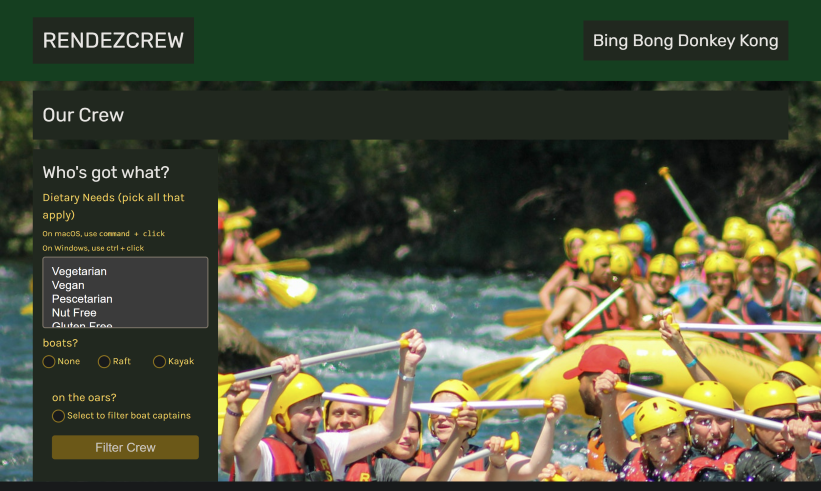 RENDEZCREW
Bing Bong Donkey Kong
Our Crew
Who's got what?
Dietary Needs (pick all that
apply)
On macOS, use command + click
On Windows, use ctrl + click
Vegetarian
Vegan
Pescetarian
Nut Free
Gluten Free
boats?
None Raft Kayak
on the oars?
Select to filter boat captains
Filter Crew